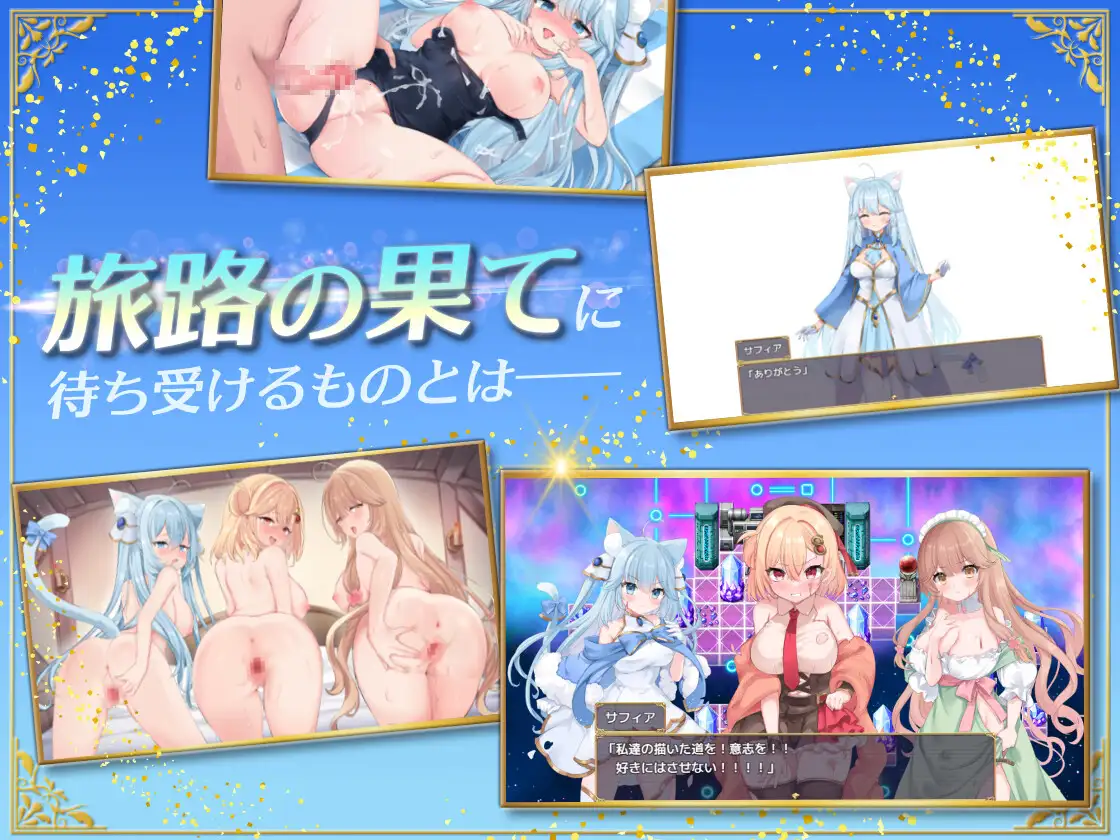 旅路の果てに
待ち受けるものとは──
サフィア
「ありがとう」
サフィア
「私達の描いた道を！意志を！！
好きにはさせない！！！！」